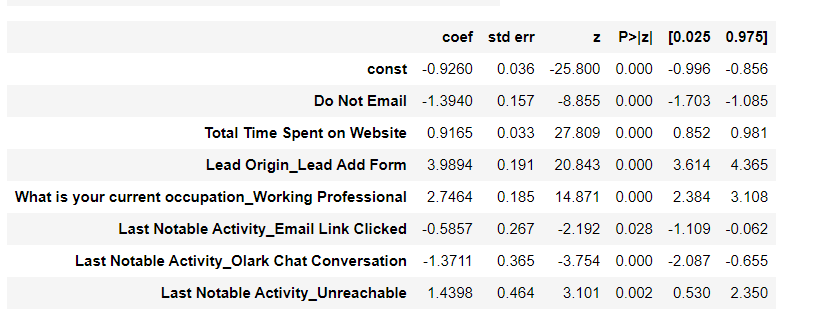 coef std err z P>|z| [0.025 0.975]
const -0.9260 0.036 -25.800 0.000 -0.996 -0.856
Do Not Email -1.3940 0.157 -8.855 0.000 -1.703 -1.085
Total Time Spent on Website 0.9165 0.033 27.809 0.000 0.852 0.981
Lead Origin_Lead Add Form 3.9894 0.191 20.843 0.000 3.614 4.365
What is your current occupation_Working Professional 2.7464 0.185 14.871 0.000 2.384 3.108
Last Notable Activity_Email Link Clicked -0.5857 0.267 -2.192 0.028 -1.109 -0.062
Last Notable Activity_Olark Chat Conversation -1.3711 0.365 -3.754 0.000 -2.087 -0.655
Last Notable Activity_Unreachable 1.4398 0.464 3.101 0.002 0.530 2.350